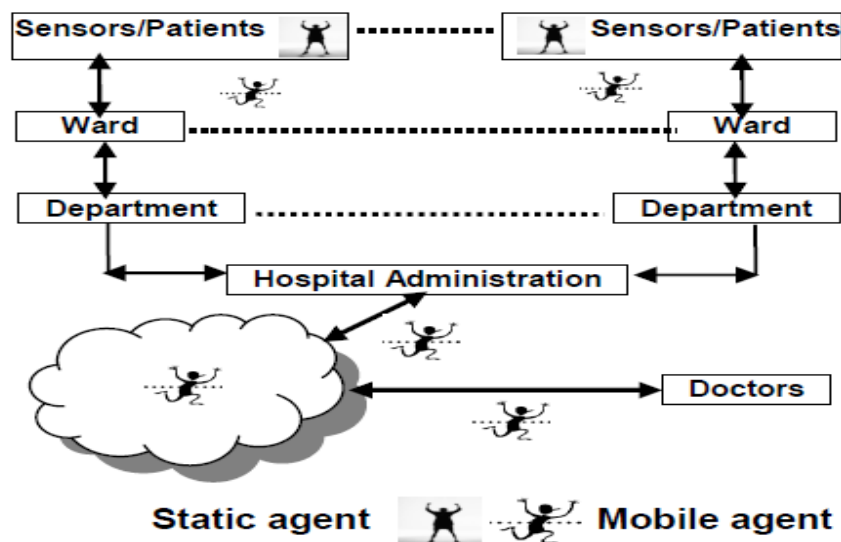 Sensors/Patients Sensors/Patients
Ward Ward
Department Department
Hospital Administration
Doctors
Static agent Mobile agent